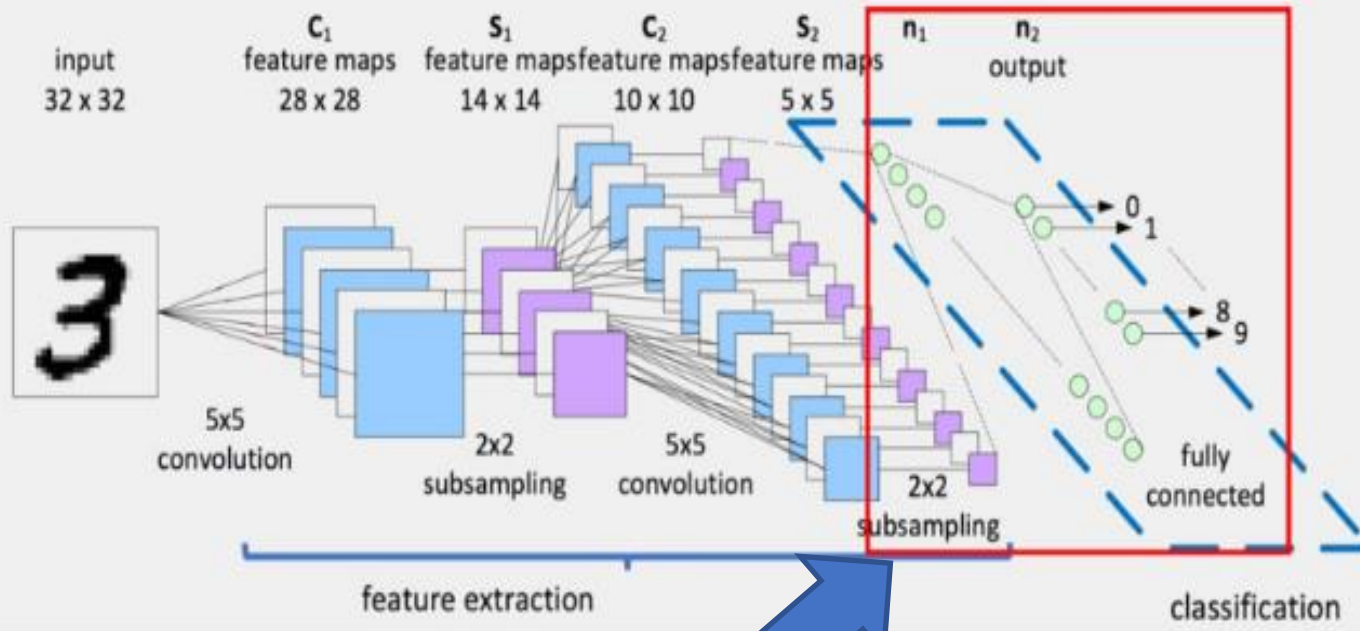 C1
S1
C2
S2
n1
n2
input
feature maps
feature maps
feature maps
feature maps
output
32 x 32
28 x 28
14 x 14
10 x 10
5 x 5
3
0
1
8
9
5x5
convolution
2x2
subsampling
5x5
convolution
2x2
subsampling
fully
connected
feature extraction
classification